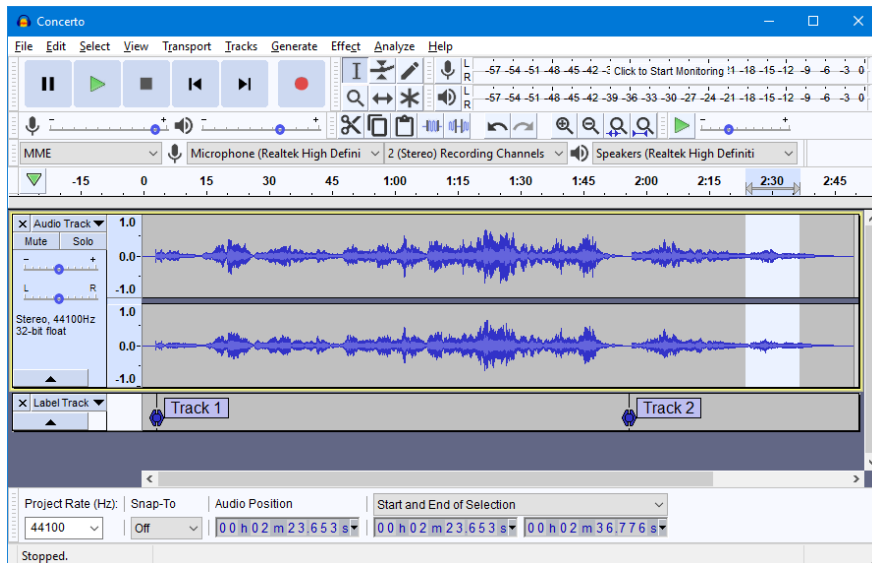 Concerto
File Edit Select View Transport Tracks Generate Effect Analyze Help
L
R
-57 -54 -51 -48 -45 -42 -3 Click to Start Monitoring !1 -18 -15 -12 -9 -6 -3 0
L
R
-57 -54 -51 -48 -45 -42 -39 -36 -33 -30 -27 -24 -21 -18 -15 -12 -9 -6 -3 0
- +
- +
- +
MME Microphone (Realtek High Defini 2 (Stereo) Recording Channels Speakers (Realtek High Definiti
-15 0 15 30 45 1:00 1:15 1:30 1:45 2:00 2:15 2:30 2:45
X Audio Track
Mute Solo
- +
L R
Stereo, 44100Hz
32-bit float
1.0
0.0
-1.0
1.0
0.0
-1.0
X Label Track
Track 1 Track 2
Project Rate (Hz): Snap-To Audio Position Start and End of Selection
44100 Off 00 h 02 m 23.653 s 00 h 02 m 23.653 s 00 h 02 m 36.776 s
Stopped.